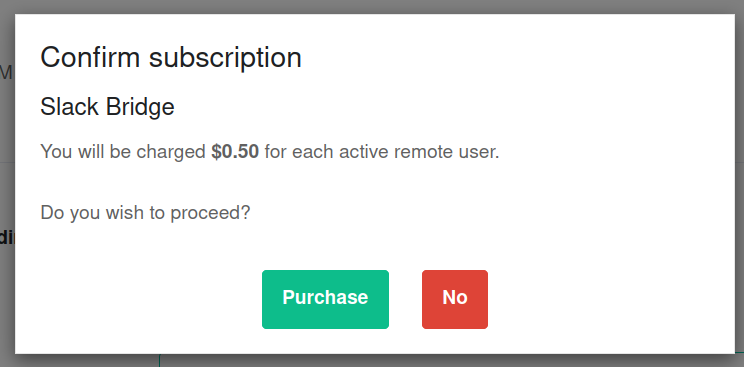 Confirm subscription
Slack Bridge
M
You will be charged $0.50 for each active remote user.
Do you wish to proceed?
di
Purchase
No